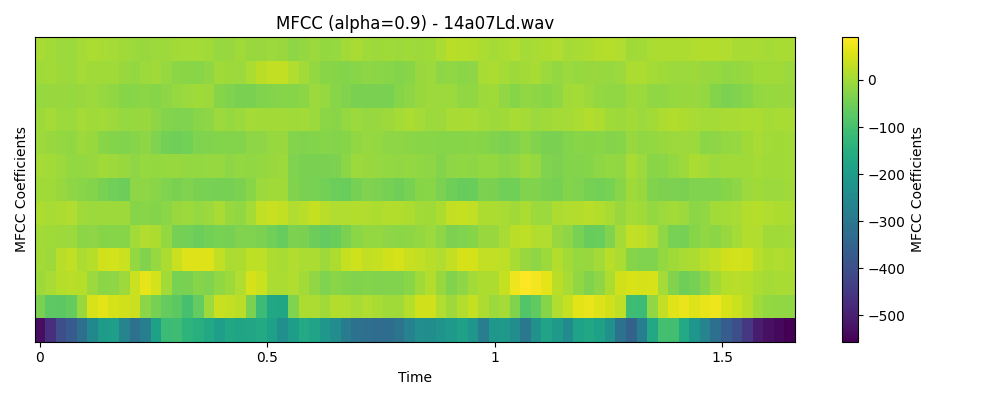 MFCC (alpha=0.9) - 14a07Ld.wav
MFCC Coefficients
0
0.5
1
1.5
Time
0
−100
−200
−300
−400
−500
MFCC Coefficients